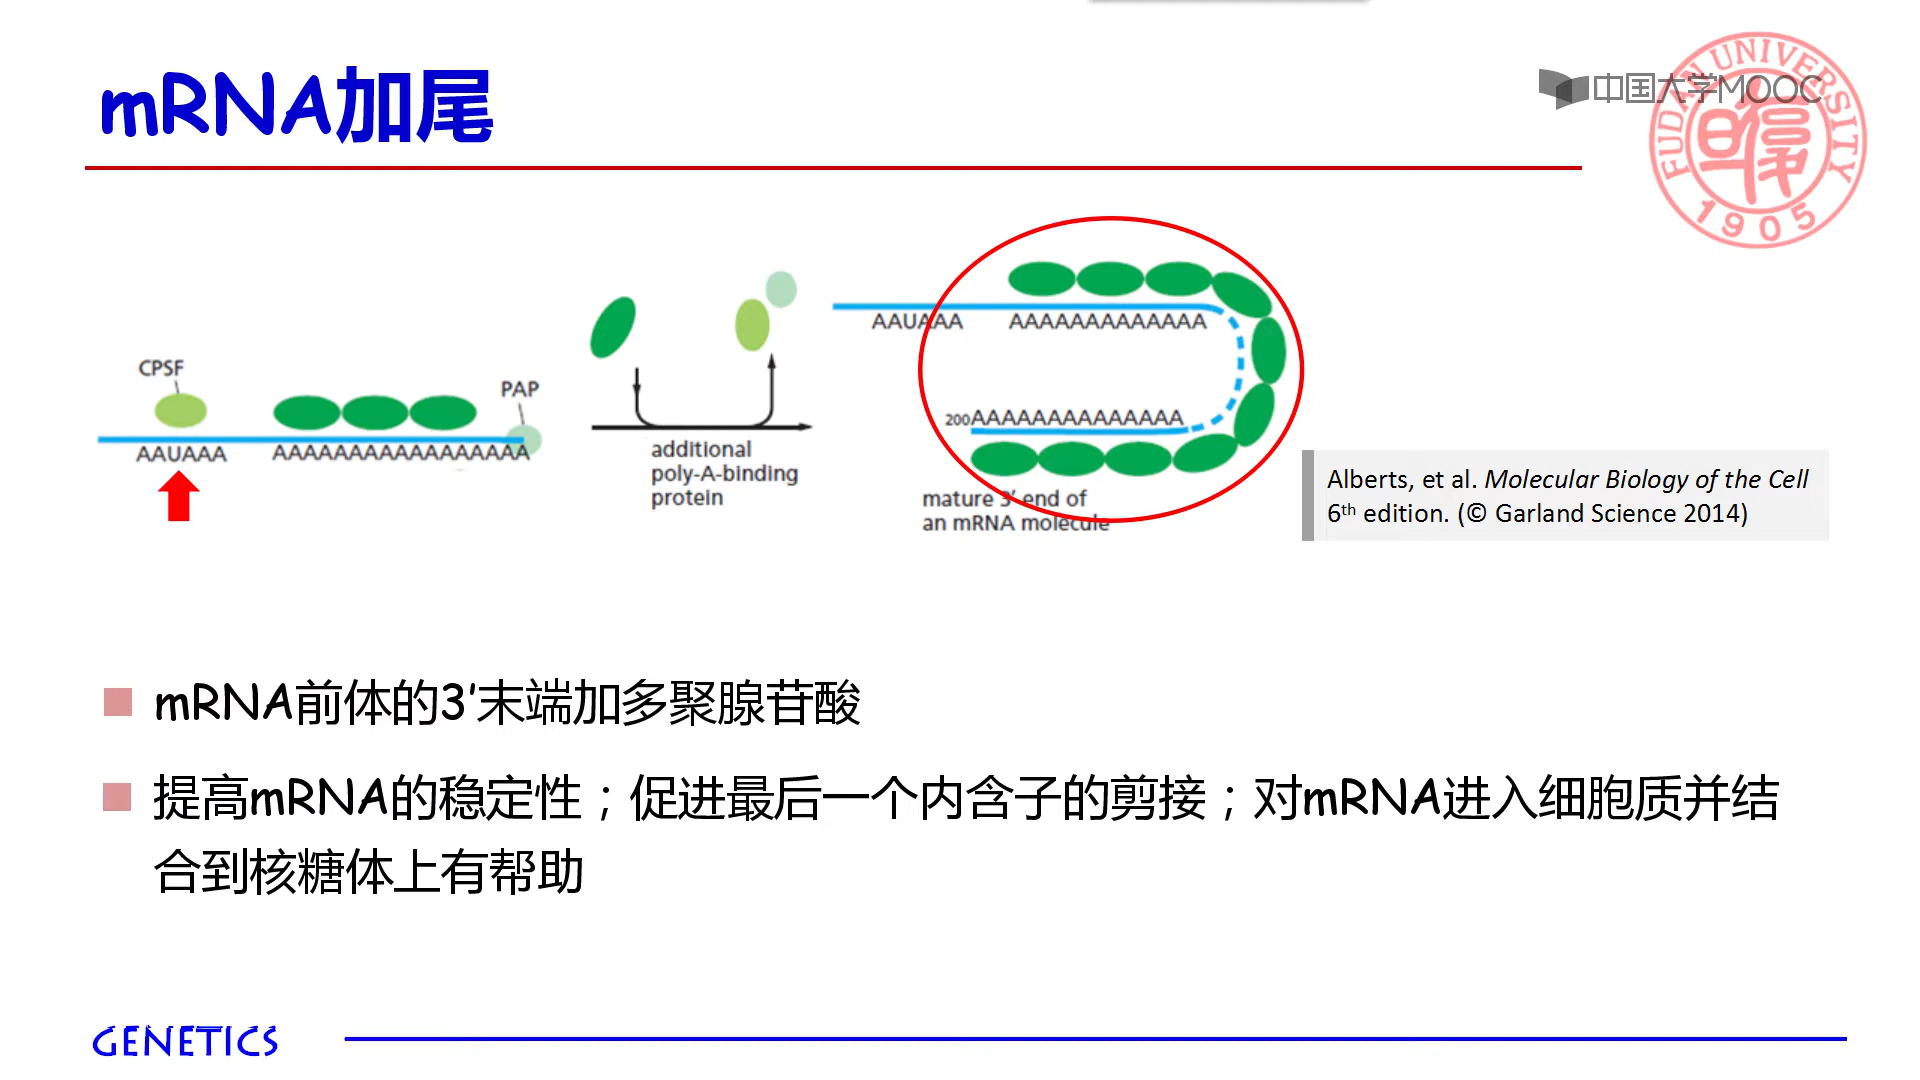 mRNA加尾
中国大学MOOC
FUDAN UNIVERSITY
1905
CPSF
PAP
AAUAAA
AAAAAAAAAAAAAAAAA
additional
poly-A-binding
protein
AAUAAA
AAAAAAAAAAAAA
200AAAAAAAAAAAAAA
mature 3' end of
an mRNA molecule
Alberts, et al. Molecular Biology of the Cell
6th edition. (© Garland Science 2014)
mRNA前体的3'末端加多聚腺苷酸
提高mRNA的稳定性；促进最后一个内含子的剪接；对mRNA进入细胞质并结
合到核糖体上有帮助
GENETICS